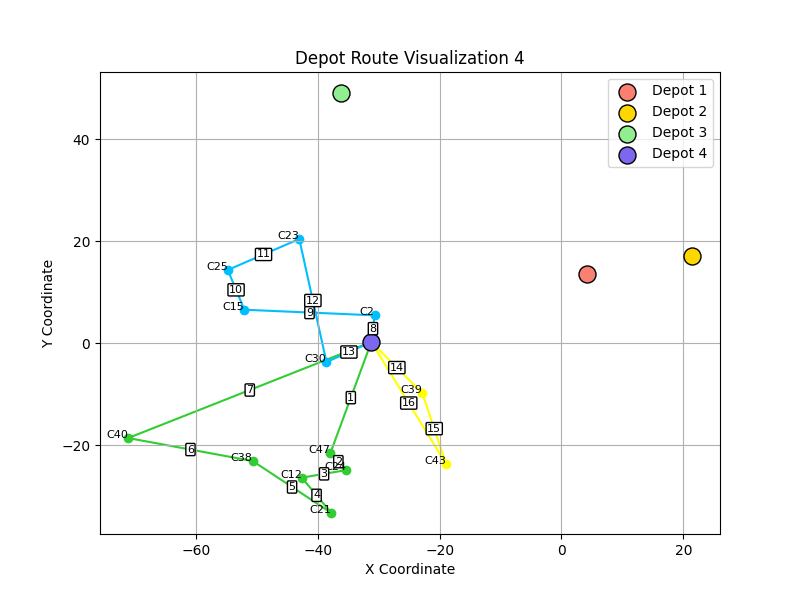 Depot Route Visualization 4
Depot 1
Depot 2
Depot 3
Depot 4
Y Coordinate
40
20
0
−20
C23
11
C25
10
C15
12
9
C2
8
C30
13
14
7
C39
1
16
C40
15
6
C47
C38
2
C43
3
C12
5
4
C21
−60
−40
−20
0
20
X Coordinate